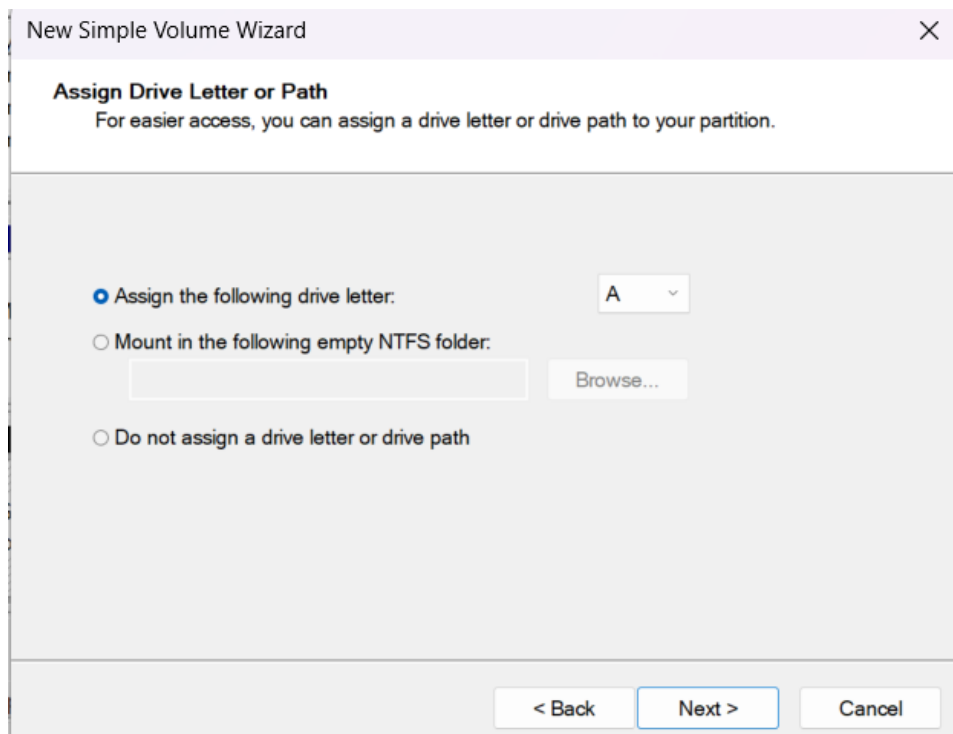 New Simple Volume Wizard
Assign Drive Letter or Path
For easier access, you can assign a drive letter or drive path to your partition.
Assign the following drive letter: A
Mount in the following empty NTFS folder:
Browse...
Do not assign a drive letter or drive path
< Back Next > Cancel